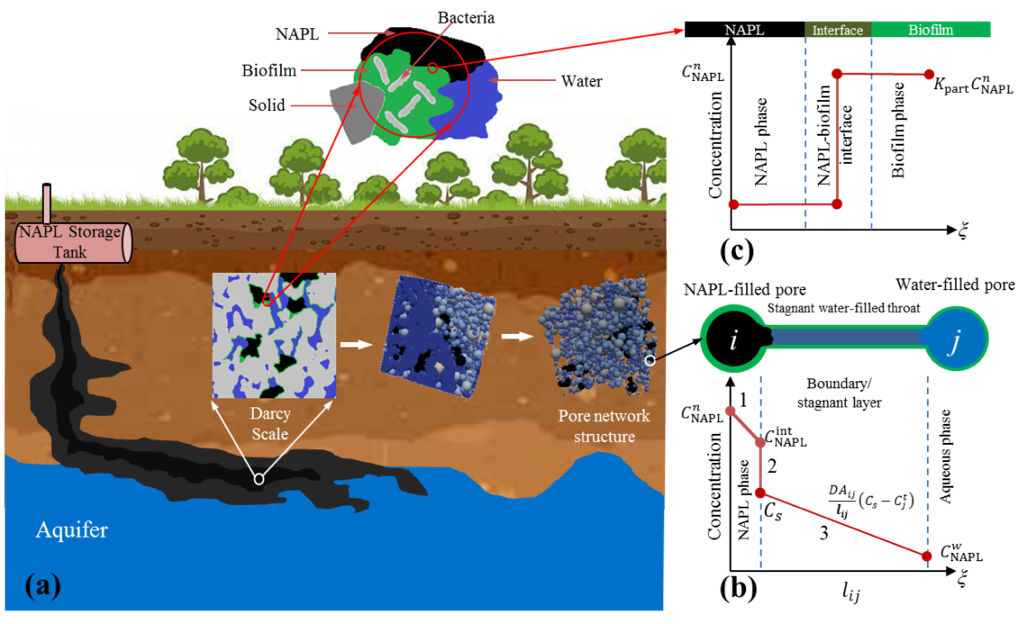 Bacteria
NAPL
Biofilm
Water
Solid
NAPL Storage
Tank
Darcy
Scale
Pore network
structure
Aquifer
(a)
NAPL Interface Biofilm
C^n_NAPL
K_part C^n_NAPL
Concentration
NAPL phase
NAPL-biofilm
interface
Biofilm phase
ξ
(c)
NAPL-filled pore
Water-filled pore
Stagnant water-filled throat
i
j
Boundary/
stagnant layer
1
C^n_NAPL
C^int_NAPL
2
C_s
DA_ij/l_ij (C_s − C^t_j)
3
C^w_NAPL
Concentration
NAPL phase
Aqueous phase
ξ
l_ij
(b)